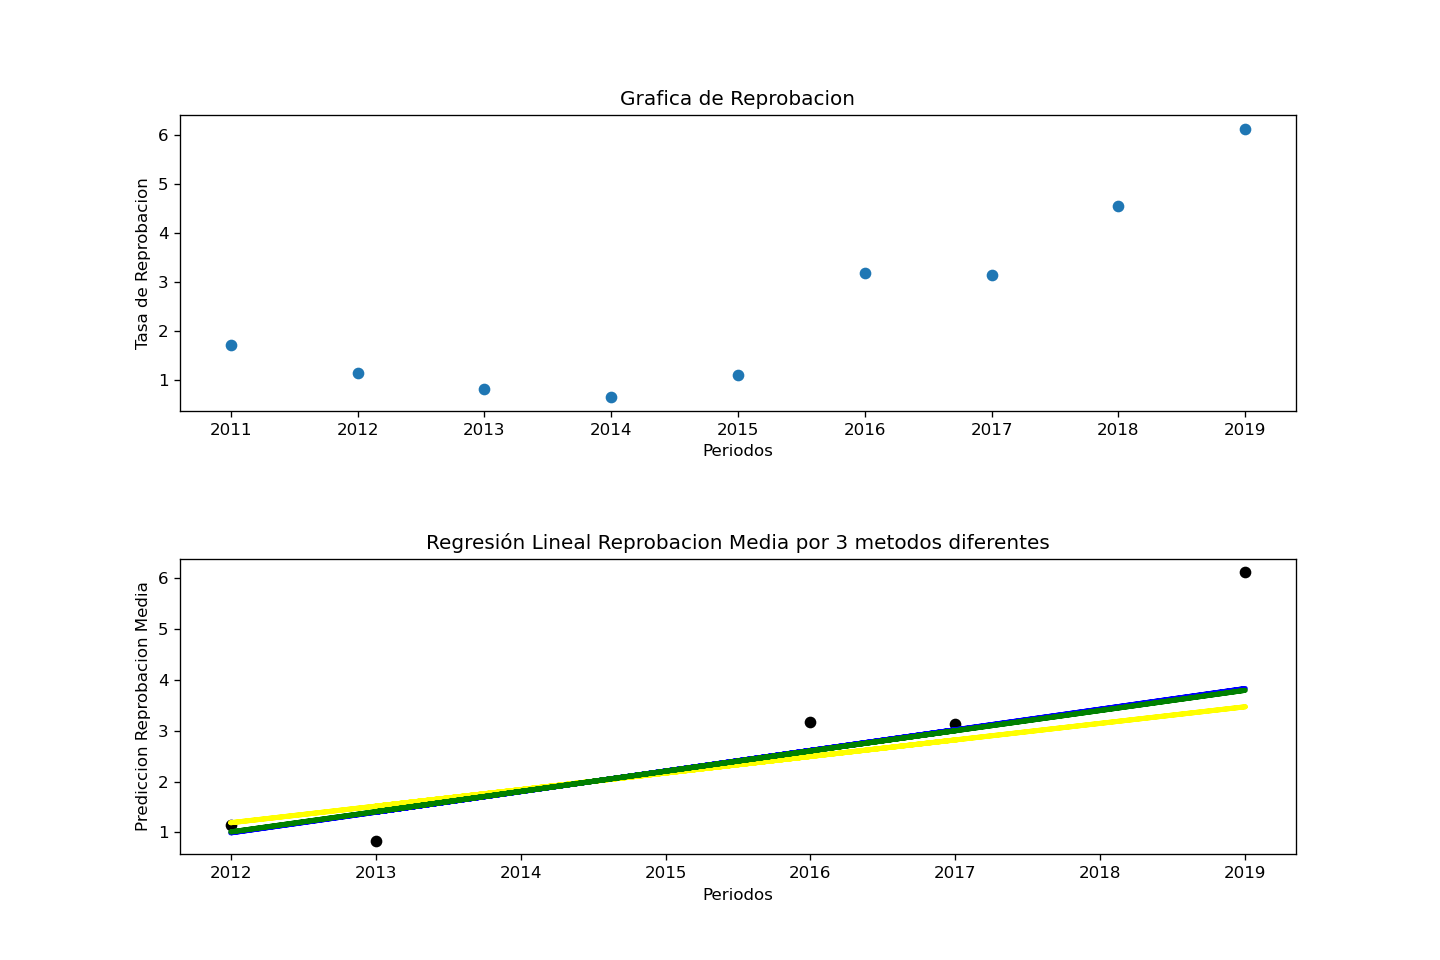 Grafica de Reprobacion
Tasa de Reprobacion
6
5
4
3
2
1
2011 2012 2013 2014 2015 2016 2017 2018 2019
Periodos
Regresión Lineal Reprobacion Media por 3 metodos diferentes
Prediccion Reprobacion Media
6
5
4
3
2
1
2012 2013 2014 2015 2016 2017 2018 2019
Periodos